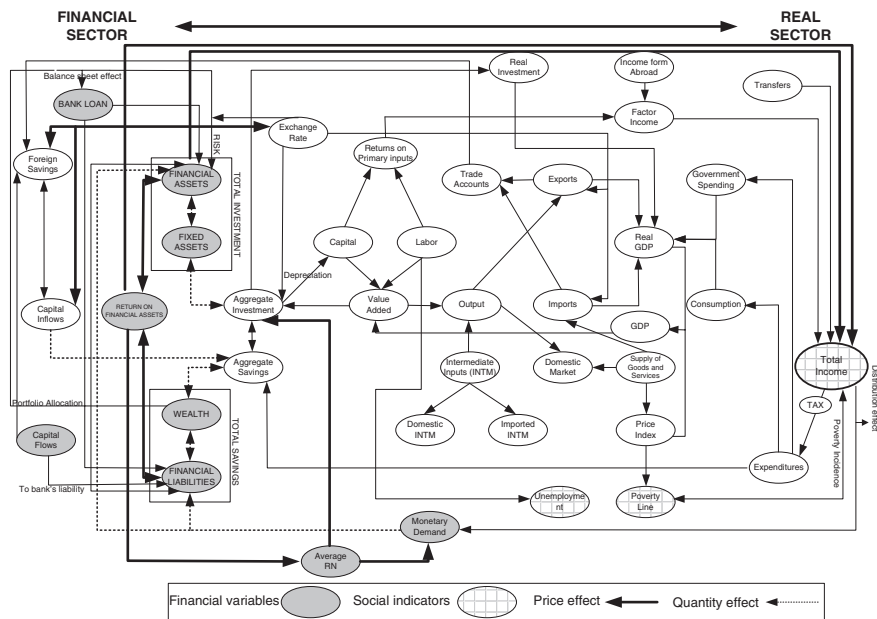 FINANCIAL
SECTOR
REAL
SECTOR
Balance sheet effect
BANK LOAN
Real
Investment
Income form
Abroad
Transfers
Factor
Income
Exchange
Rate
RISK
Foreign
Savings
Returns on
Primary inputs
FINANCIAL
ASSETS
TOTAL INVESTMENT
Trade
Accounts
Exports
Government
Spending
FIXED
ASSETS
Capital
Labor
Real
GDP
Depreciation
Capital
Inflows
RETURN ON
FINANCIAL ASSETS
Aggregate
Investment
Value
Added
Output
Imports
Consumption
GDP
Aggregate
Savings
Intermediate
Inputs (INTM)
Domestic
Market
Supply of
Goods and
Services
Total
Income
Distribution effect
Portfolio Allocation
WEALTH
TOTAL SAVINGS
TAX
Capital
Flows
Domestic
INTM
Imported
INTM
Price
Index
Poverty Incidence
FINANCIAL
LIABILITIES
Expenditures
To bank's liability
Unemployme
nt
Poverty
Line
Monetary
Demand
Average
RN
Financial variables
Social indicators
Price effect
Quantity effect